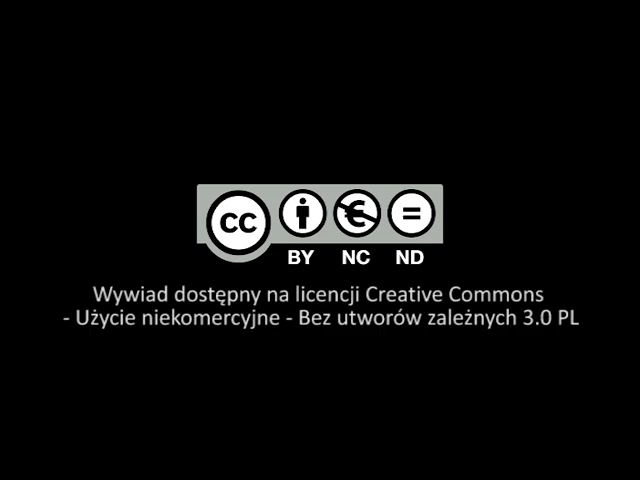 cc
BY NC ND
Wywiad dostępny na licencji Creative Commons
- Użycie niekomercyjne - Bez utworów zależnych 3.0 PL